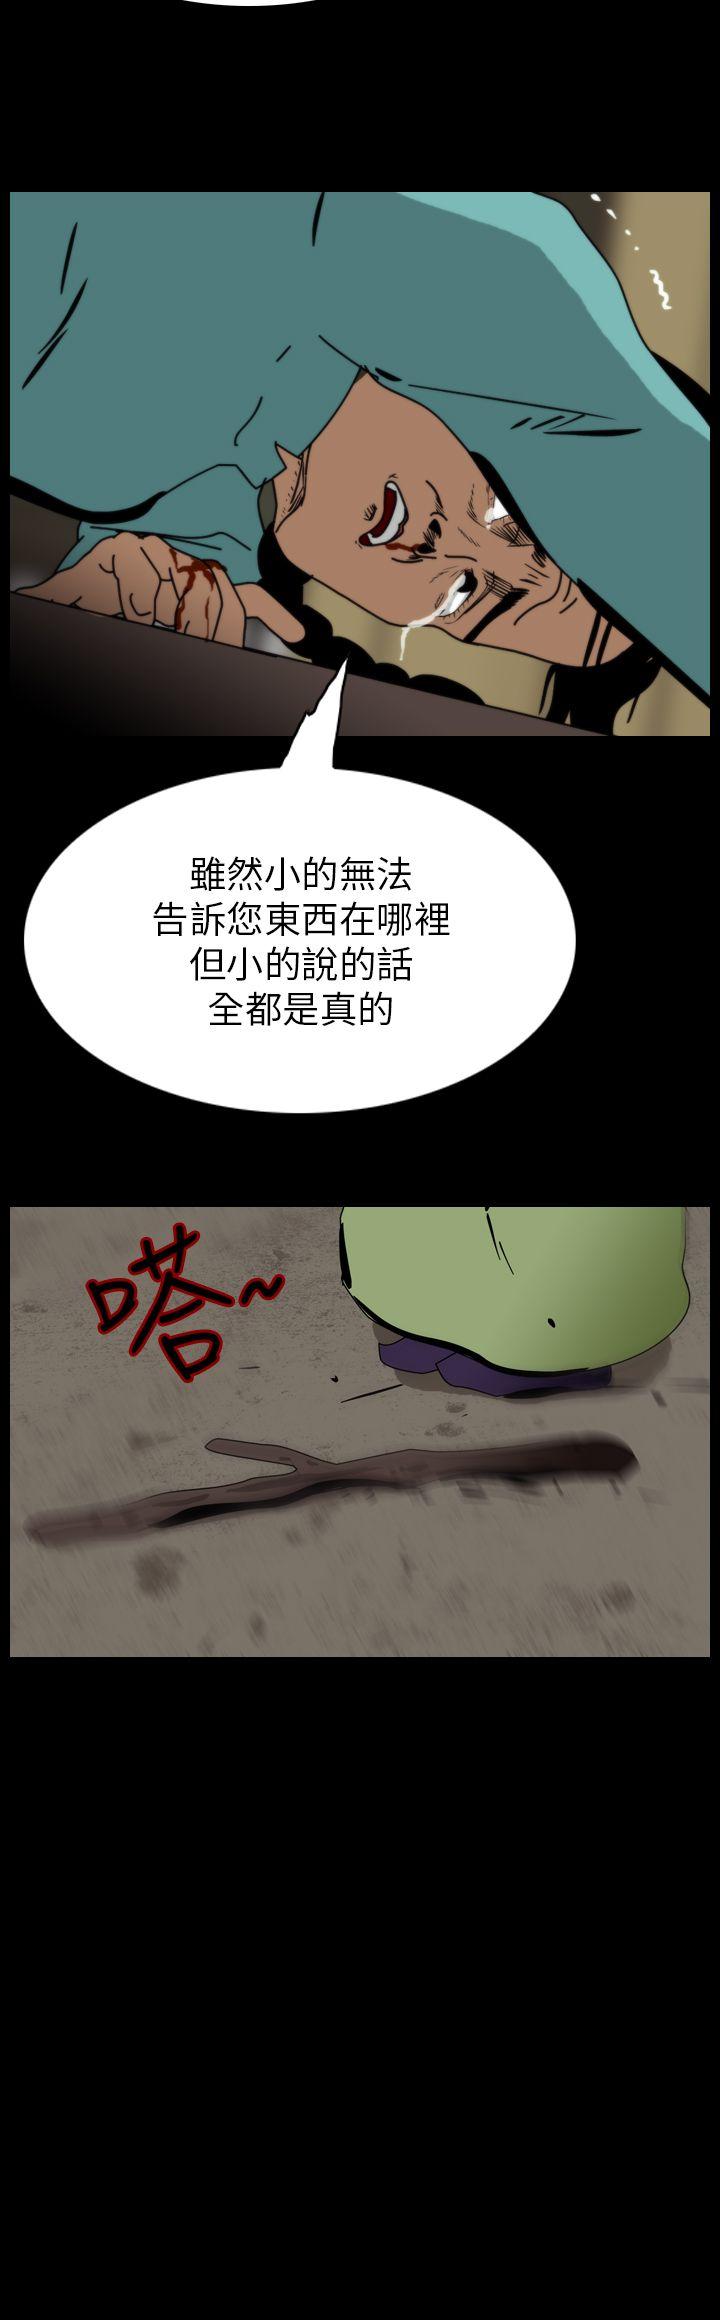 雖然小的無法
告訴您東西在哪裡
但小的說的話
全都是真的
嗒~